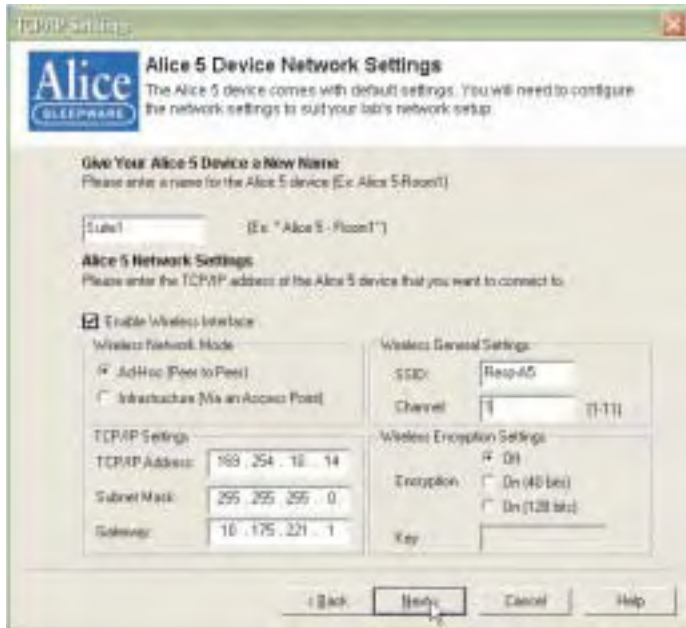 TCP/IP Settings
Alice
SLEEPWARE
Alice 5 Device Network Settings
The Alice 5 device comes with default settings. You will need to configure
the network settings to suit your lab's network setup.
Give Your Alice 5 Device a New Name
Please enter a name for the Alice 5 device (Ex: Alice 5-Room1)
Suite1
(Ex: "Alice 5 - Room1")
Alice 5 Network Settings
Please enter the TCP/IP address of the Alice 5 device that you want to connect to.
Enable Wireless Interface
Wireless Network Mode
Ad-Hoc (Peer to Peer)
Infrastructure (Via an Access Point)
Wireless General Settings
SSID: Resp-A5
Channel 1 (1-11)
TCP/IP Settings
TCP/IP Address: 169 . 254 . 10 . 14
Subnet Mask: 255 . 255 . 255 . 0
Gateway: 10 . 175 . 221 . 1
Wireless Encryption Settings
Encryption
Off
On (40 bits)
On (128 bits)
Key
< Back
Next >
Cancel
Help